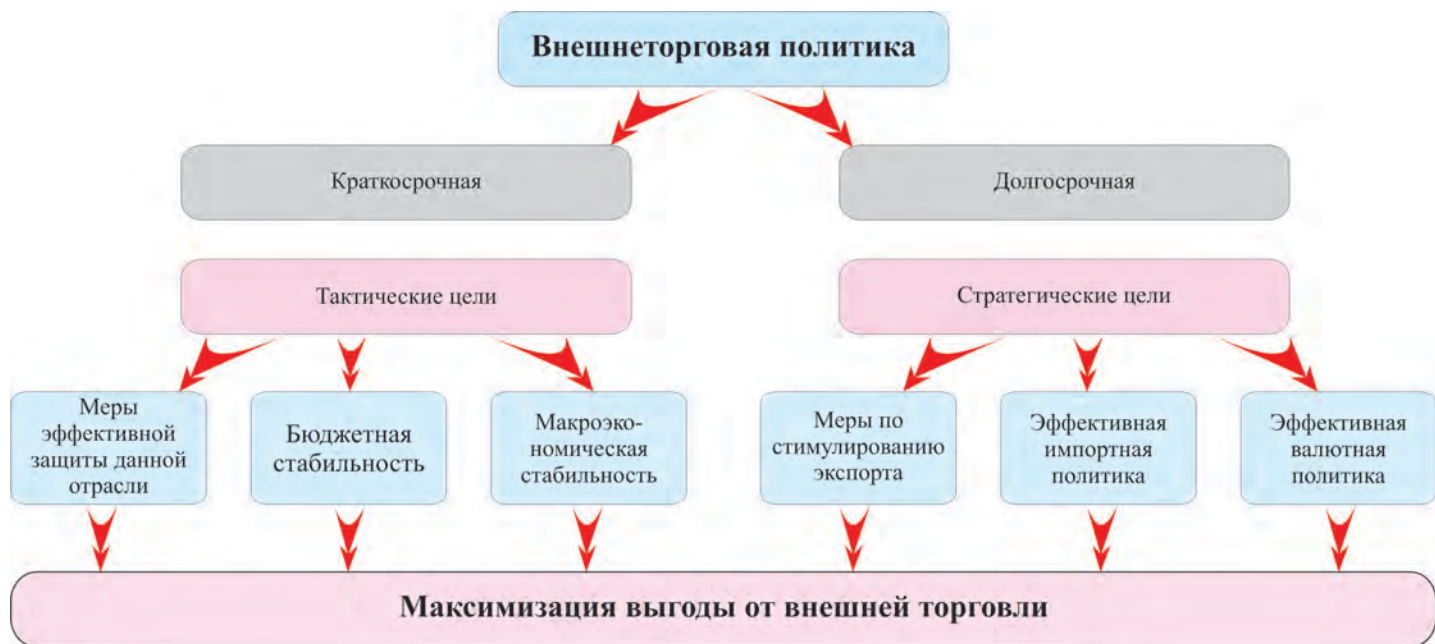 Внешнеторговая политика
Краткосрочная
Долгосрочная
Тактические цели
Стратегические цели
Меры
эффективной
защиты данной
отрасли
Бюджетная
стабильность
Макроэко-
номическая
стабильность
Меры по
стимулированию
экспорта
Эффективная
импортная
политика
Эффективная
валютная
политика
Максимизация выгоды от внешней торговли